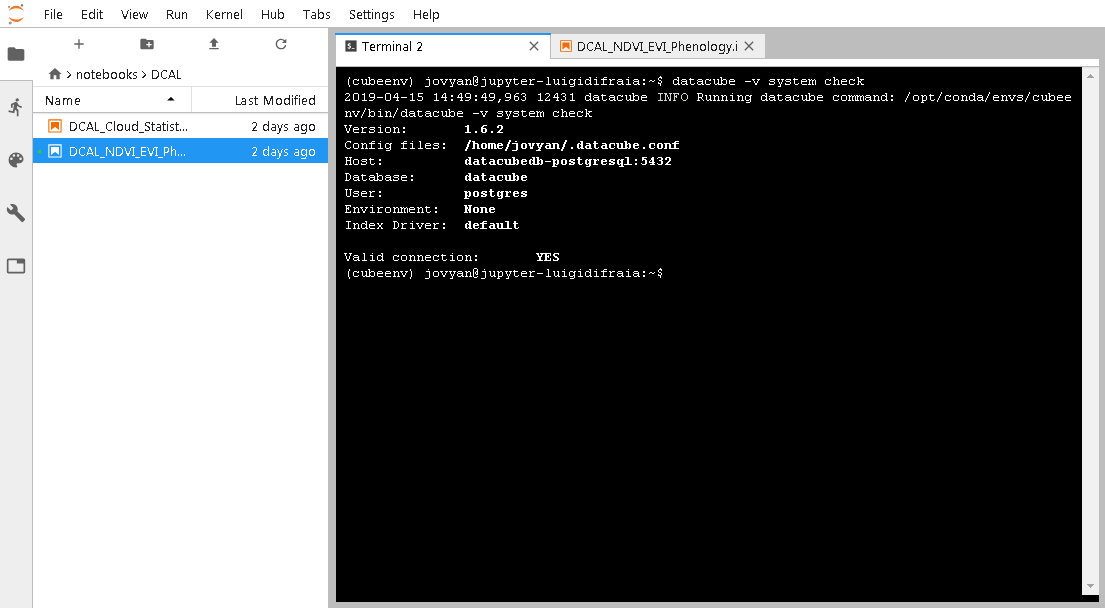 File Edit View Run Kernel Hub Tabs Settings Help
Terminal 2
DCAL_NDVI_EVI_Phenology.i
notebooks > DCAL
Name Last Modified
DCAL_Cloud_Statist... 2 days ago
DCAL_NDVI_EVI_Ph... 2 days ago
(cubeenv) jovyan@jupyter-luigidifraia:~$ datacube -v system check
2019-04-15 14:49:49,963 12431 datacube INFO Running datacube command: /opt/conda/envs/cubee
nv/bin/datacube -v system check
Version: 1.6.2
Config files: /home/jovyan/.datacube.conf
Host: datacubedb-postgresql:5432
Database: datacube
User: postgres
Environment: None
Index Driver: default
Valid connection: YES
(cubeenv) jovyan@jupyter-luigidifraia:~$